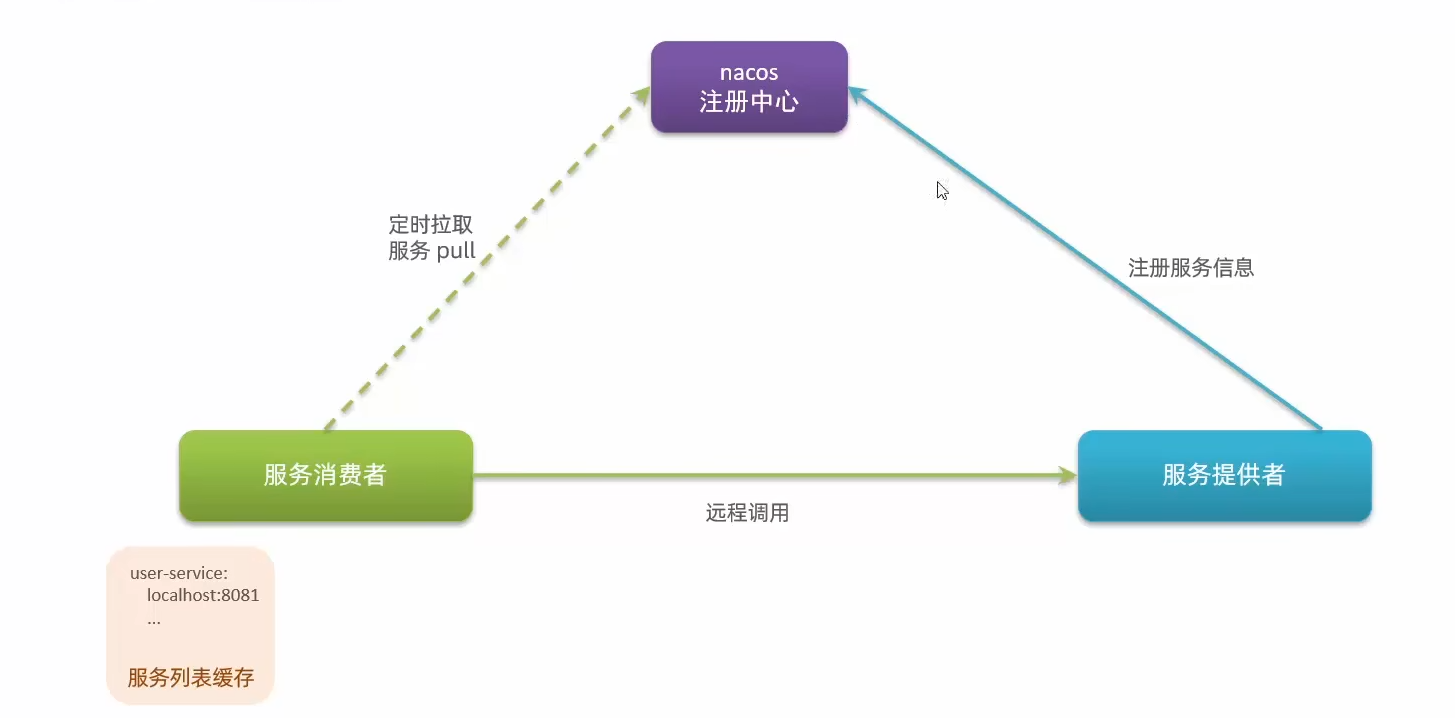 nacos
注册中心
定时拉取
服务 pull
注册服务信息
服务消费者
服务提供者
远程调用
user-service:
localhost:8081
...
服务列表缓存